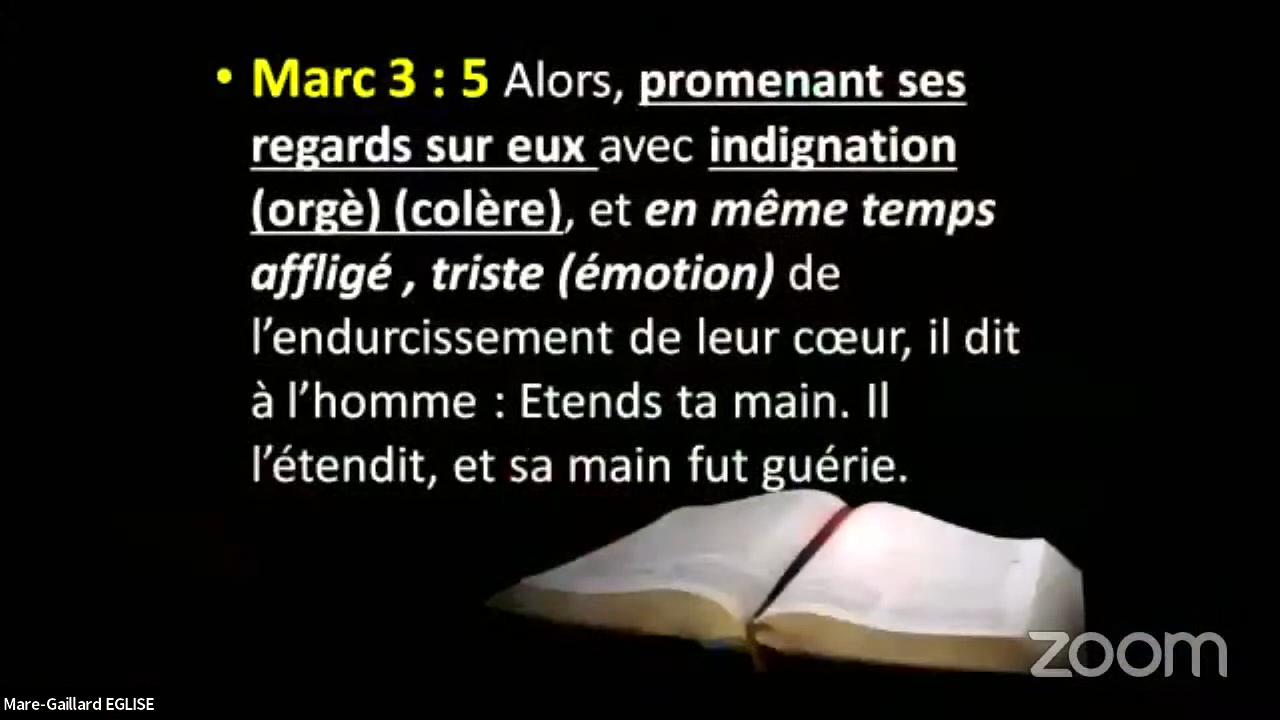 • Marc 3 : 5 Alors, promenant ses
regards sur eux avec indignation
(orgè) (colère), et en même temps
affligé , triste (émotion) de
l’endurcissement de leur cœur, il dit
à l’homme : Etends ta main. Il
l’étendit, et sa main fut guérie.
zoom
Mare-Gaillard EGLISE